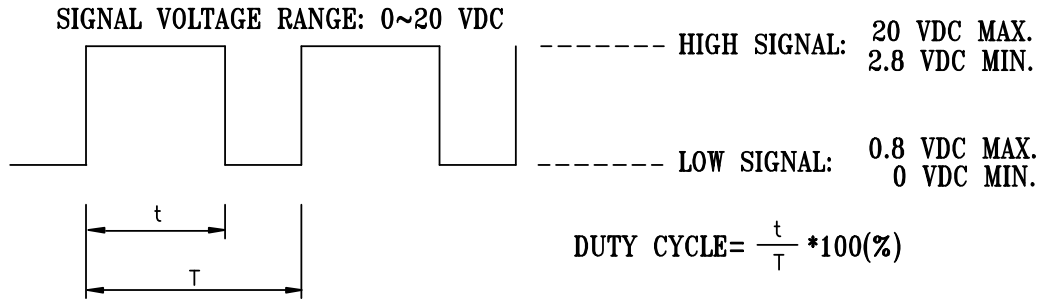 SIGNAL VOLTAGE RANGE: 0~20 VDC
HIGH SIGNAL: 20 VDC MAX.
2.8 VDC MIN.
LOW SIGNAL: 0.8 VDC MAX.
0 VDC MIN.
t
T
DUTY CYCLE= t/T *100(%)